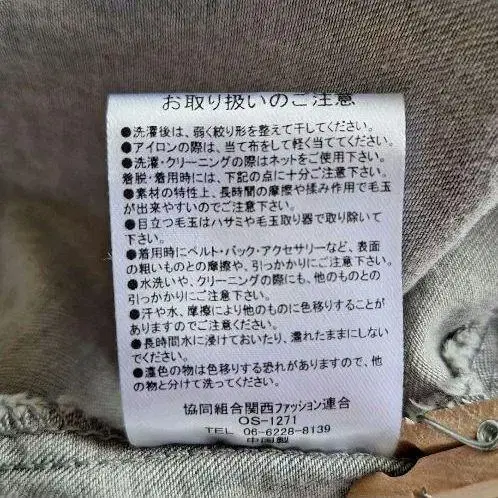 お取り扱いのご注意
●洗濯後は、弱く絞り形を整えて干してください。
●アイロンの際は、当て布をして軽く当ててください。
●洗濯・クリーニングの際はネットをご使用下さい。
着脱・着用時には、下記の点に十分ご注意ください。
●素材の特性上、長時間の摩擦や揉み作用で毛玉
が出来やすいのでご注意下さい。
●目立つ毛玉はハサミや毛玉取り器で取り除いて
下さい。
●着用時にベルト・バック・アクセサリーなど、表面
の粗いものとの摩擦や、引っかかりにご注意下さい。
●水洗いや、クリーニングの際にも、他のものとの
引っかかりにご注意下さい。
●汗や水、摩擦により他のものに色移りすることが
ありますのでご注意ください。
●長時間水に浸けておいたり、濡れたままにしない
でください。
●濃色の物は色移りする恐れがありますので、他
の物と分けて洗ってください。
協同組合関西ファッション連合
OS-1271
TEL 06-6228-8139
中国製